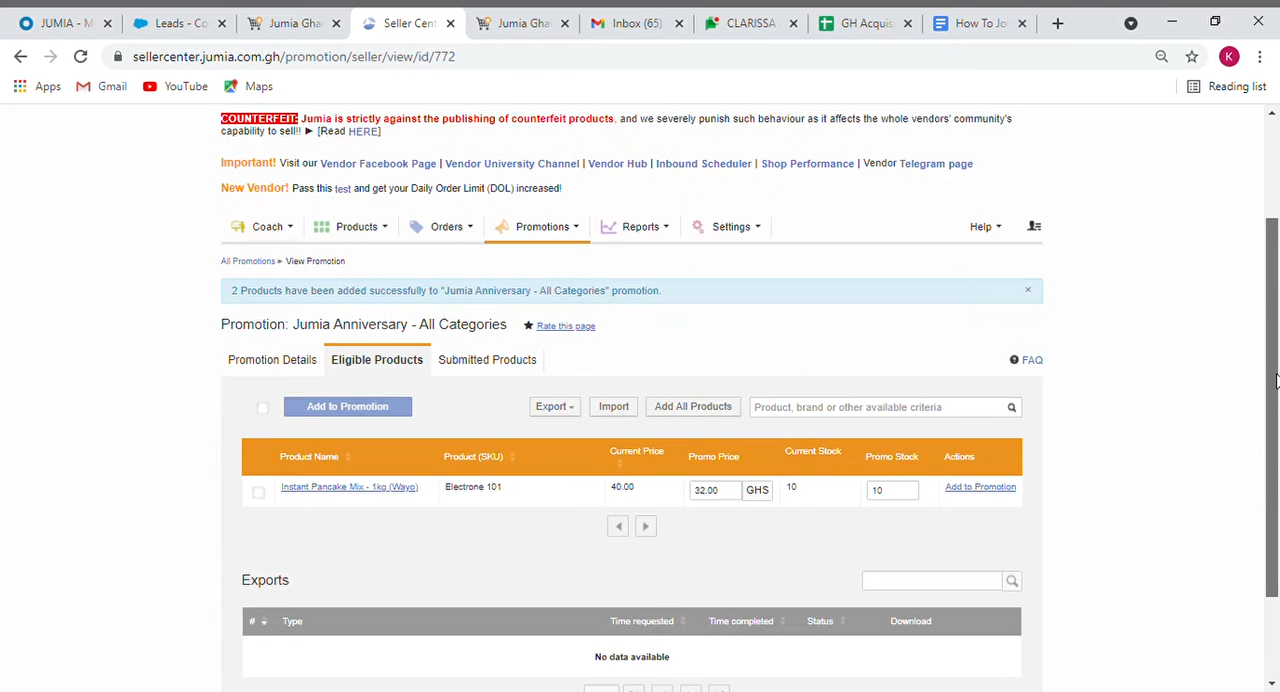 JUMIA - M
Leads - Co
Jumia Gha
Seller Cent
Jumia Gha
Inbox (65)
CLARISSA
GH Acquis
How To Jo
sellercenter.jumia.com.gh/promotion/seller/view/id/772
K
Apps Gmail YouTube Maps Reading list
COUNTERFEIT: Jumia is strictly against the publishing of counterfeit products, and we severely punish such behaviour as it affects the whole vendors' community's
capability to sell!! ► [Read HERE]
Important! Visit our Vendor Facebook Page | Vendor University Channel | Vendor Hub | Inbound Scheduler | Shop Performance | Vendor Telegram page
New Vendor! Pass this test and get your Daily Order Limit (DOL) increased!
Coach Products Orders Promotions Reports Settings Help
All Promotions ► View Promotion
2 Products have been added successfully to "Jumia Anniversary - All Categories" promotion. ×
Promotion: Jumia Anniversary - All Categories ★ Rate this page
Promotion Details Eligible Products Submitted Products FAQ
Add to Promotion Export Import Add All Products Product, brand or other available criteria
Product Name Product (SKU) Current Price Promo Price Current Stock Promo Stock Actions
Instant Pancake Mix - 1kg (Wayo) Electrone 101 40.00 32.00 GHS 10 10 Add to Promotion
Exports
# Type Time requested Time completed Status Download
No data available